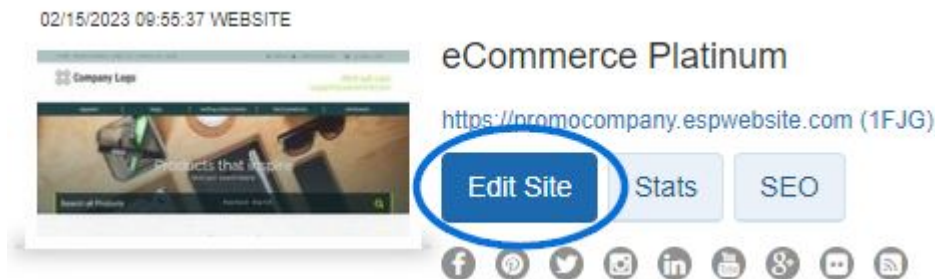 02/15/2023 09:55:37 WEBSITE
eCommerce Platinum
https://promocompany.espwebsite.com (1FJG)
Company Logo
Products that inspire
Search all Products
Edit Site
Stats
SEO